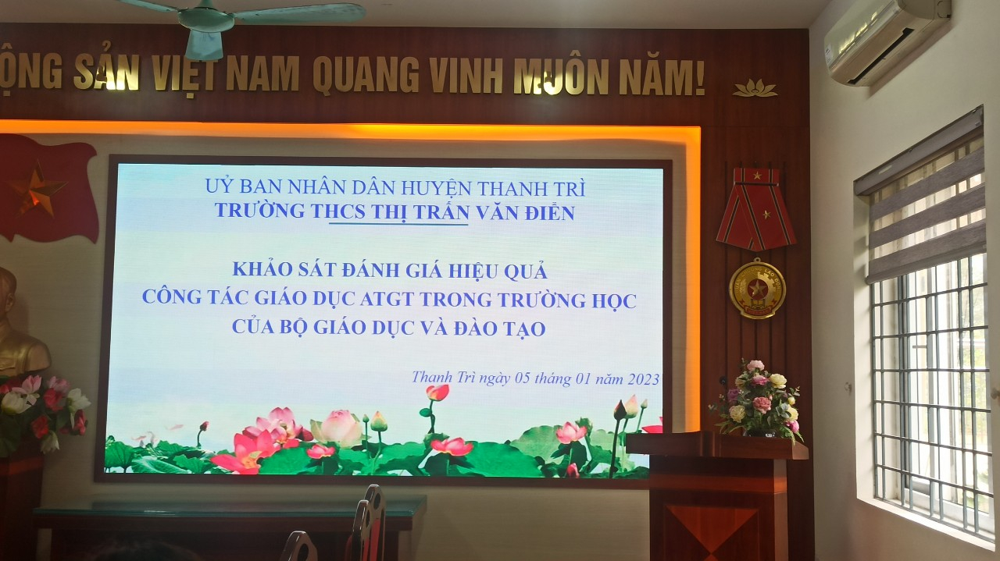 ỘNG SẢN VIỆT NAM QUANG VINH MUÔN NĂM!
UỶ BAN NHÂN DÂN HUYỆN THANH TRÌ
TRƯỜNG THCS THỊ TRẤN VĂN ĐIỂN
KHẢO SÁT ĐÁNH GIÁ HIỆU QUẢ
CÔNG TÁC GIÁO DỤC ATGT TRONG TRƯỜNG HỌC
CỦA BỘ GIÁO DỤC VÀ ĐÀO TẠO
Thanh Trì ngày 05 tháng 01 năm 2023
LAO ĐỘNG